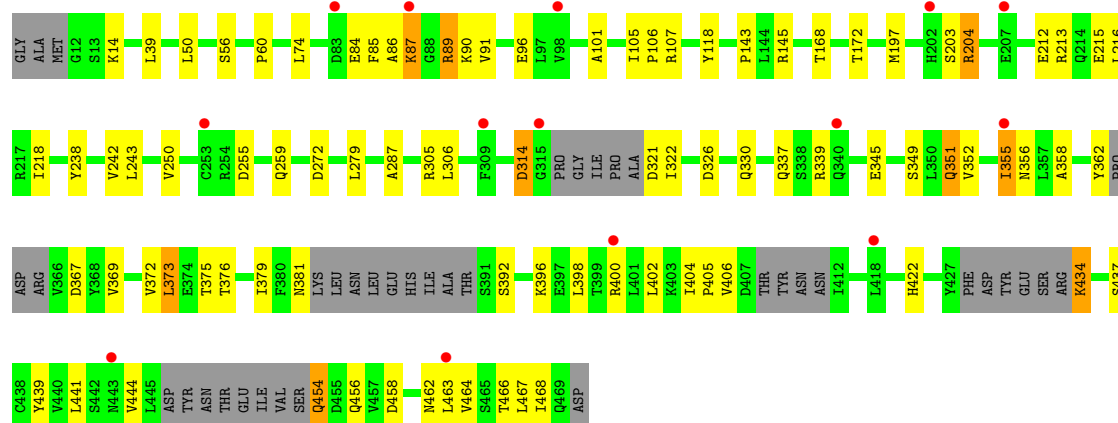 GLY ALA MET G12 S13 K14 L39 L50 S56 P60 L74 D83 E84 F85 A86 K87 G88 R89 K90 V91 E96 L97 V98 A101 I105 P106 R107 Y118 P143 L144 R145 T168 T172 M197 H202 S203 R204 E207 E212 R213 Q214 E215 L216
R217 I218 Y238 V242 L243 V250 C253 R254 D255 Q259 D272 L279 A287 R305 L306 F309 D314 G315 PRO GLY ILE PRO ALA D321 I322 D326 Q330 Q337 S338 R339 Q340 E345 S349 L350 Q351 V352 I355 N356 L357 A358 Y362 PRO
ASP ARG V366 D367 Y368 V369 V372 L373 E374 T375 T376 I379 F380 N381 LYS LEU ASN LEU GLU HIS ILE ALA THR S391 S392 K396 E397 L398 T399 R400 L401 L402 K403 I404 P405 V406 D407 THR TYR ASN ASN I412 L418 H422 Y427 PHE ASP TYR GLU SER ARG K434 S437
C438 Y439 V440 L441 S442 N443 V444 L445 ASP TYR ASN THR GLU ILE VAL SER Q454 D455 Q456 V457 D458 N462 L463 V464 S465 T466 L467 I468 Q469 ASP